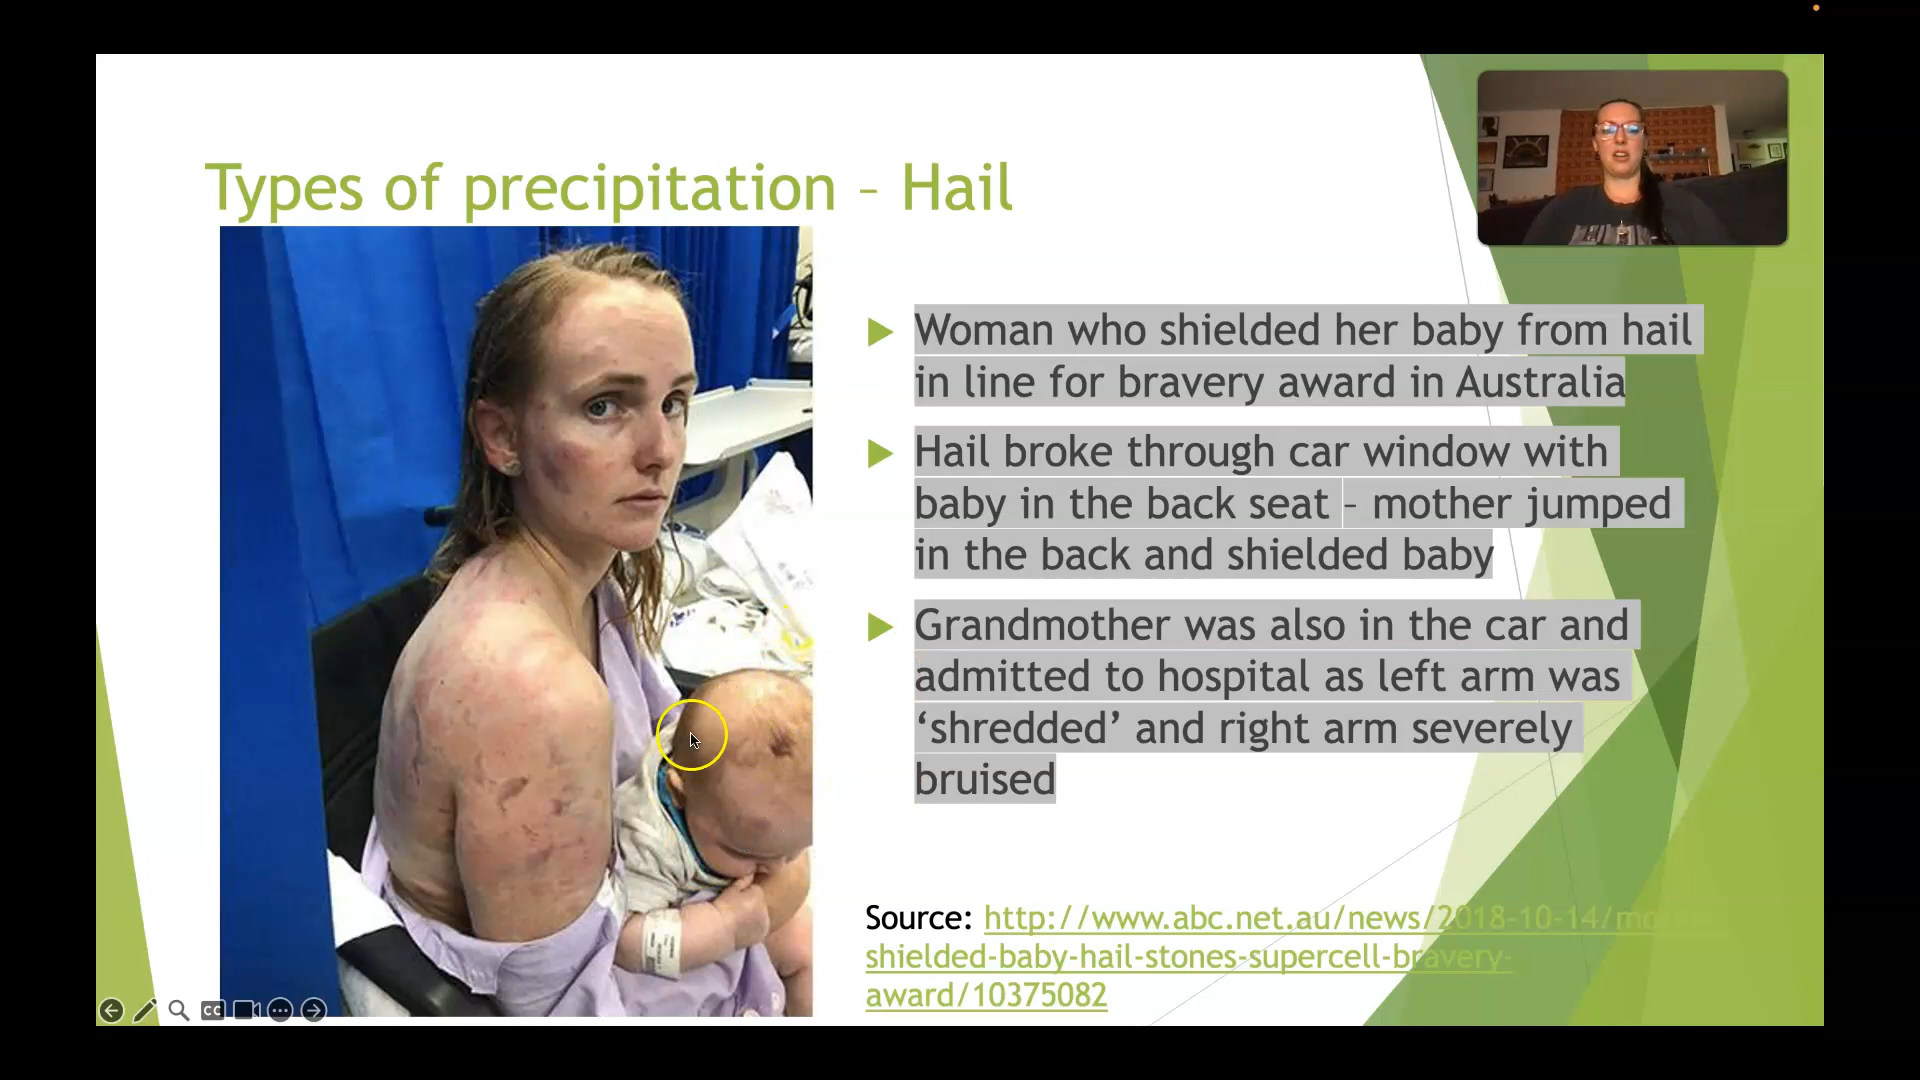 Types of precipitation – Hail
Woman who shielded her baby from hail
in line for bravery award in Australia
Hail broke through car window with
baby in the back seat – mother jumped
in the back and shielded baby
Grandmother was also in the car and
admitted to hospital as left arm was
‘shredded’ and right arm severely
bruised
Source: http://www.abc.net.au/news/2018-10-14/
shielded-baby-hail-stones-supercell-bravery-
award/10375082
CC